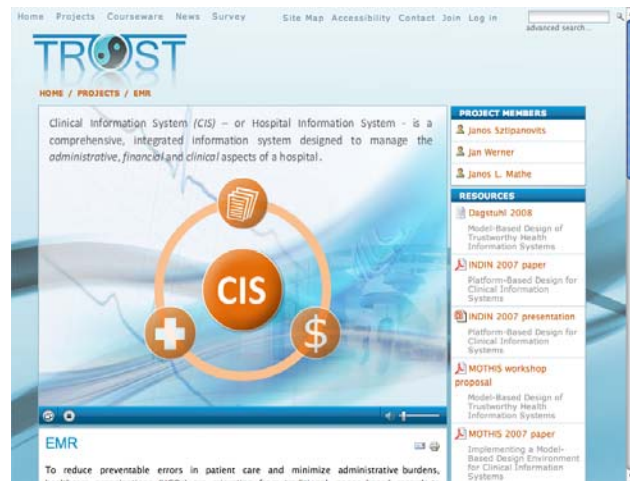 Home Projects Courseware News Survey
Site Map Accessibility Contact Join Log in
advanced search...
TRUST
HOME / PROJECTS / EMR
Clinical Information System (CIS) – or Hospital Information System - is a
comprehensive, integrated information system designed to manage the
administrative, financial and clinical aspects of a hospital.
CIS
$
EMR
To reduce preventable errors in patient care and minimize administrative burdens,
PROJECT MEMBERS
Janos Sztipanovits
Jan Werner
Janos L. Mathe
RESOURCES
Dagstuhl 2008
Model-Based Design of
Trustworthy Health
Information Systems
INDIN 2007 paper
Platform-Based Design for
Clinical Information
Systems
INDIN 2007 presentation
Platform-Based Design for
Clinical Information
Systems
MOTHIS workshop
proposal
Model-Based Design of
Trustworthy Health
Information Systems
MOTHIS 2007 paper
Implementing a Model-
Based Design Environment
for Clinical Information
Systems